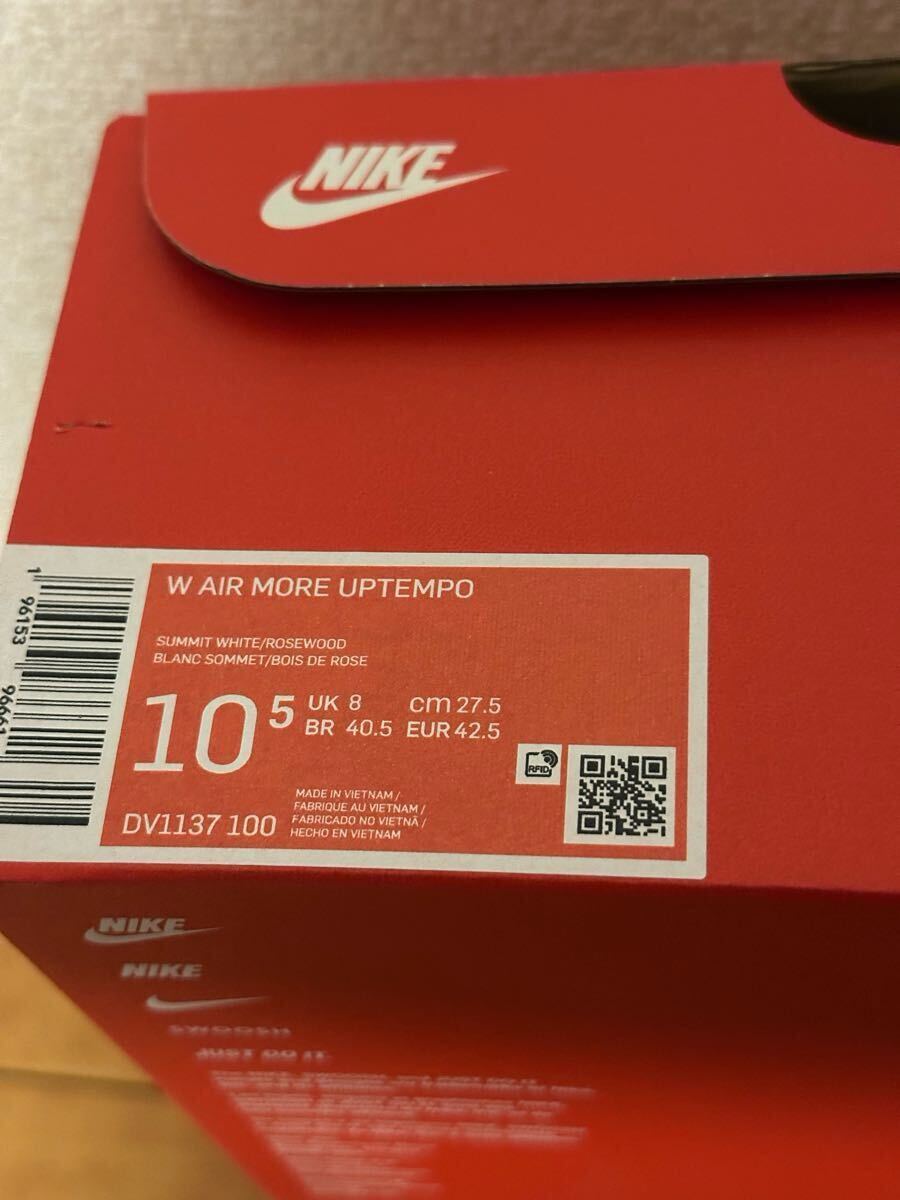 NIKE
W AIR MORE UPTEMPO
SUMMIT WHITE/ROSEWOOD
BLANC SOMMET/BOIS DE ROSE
10 5
UK 8 cm 27.5
BR 40.5 EUR 42.5
RFID
DV1137 100
MADE IN VIETNAM /
FABRIQUE AU VIETNAM /
FABRICADO NO VIETNÃ /
HECHO EN VIETNAM
1 96153
NIKE
NIKE
SWOOSH
JUST DO IT